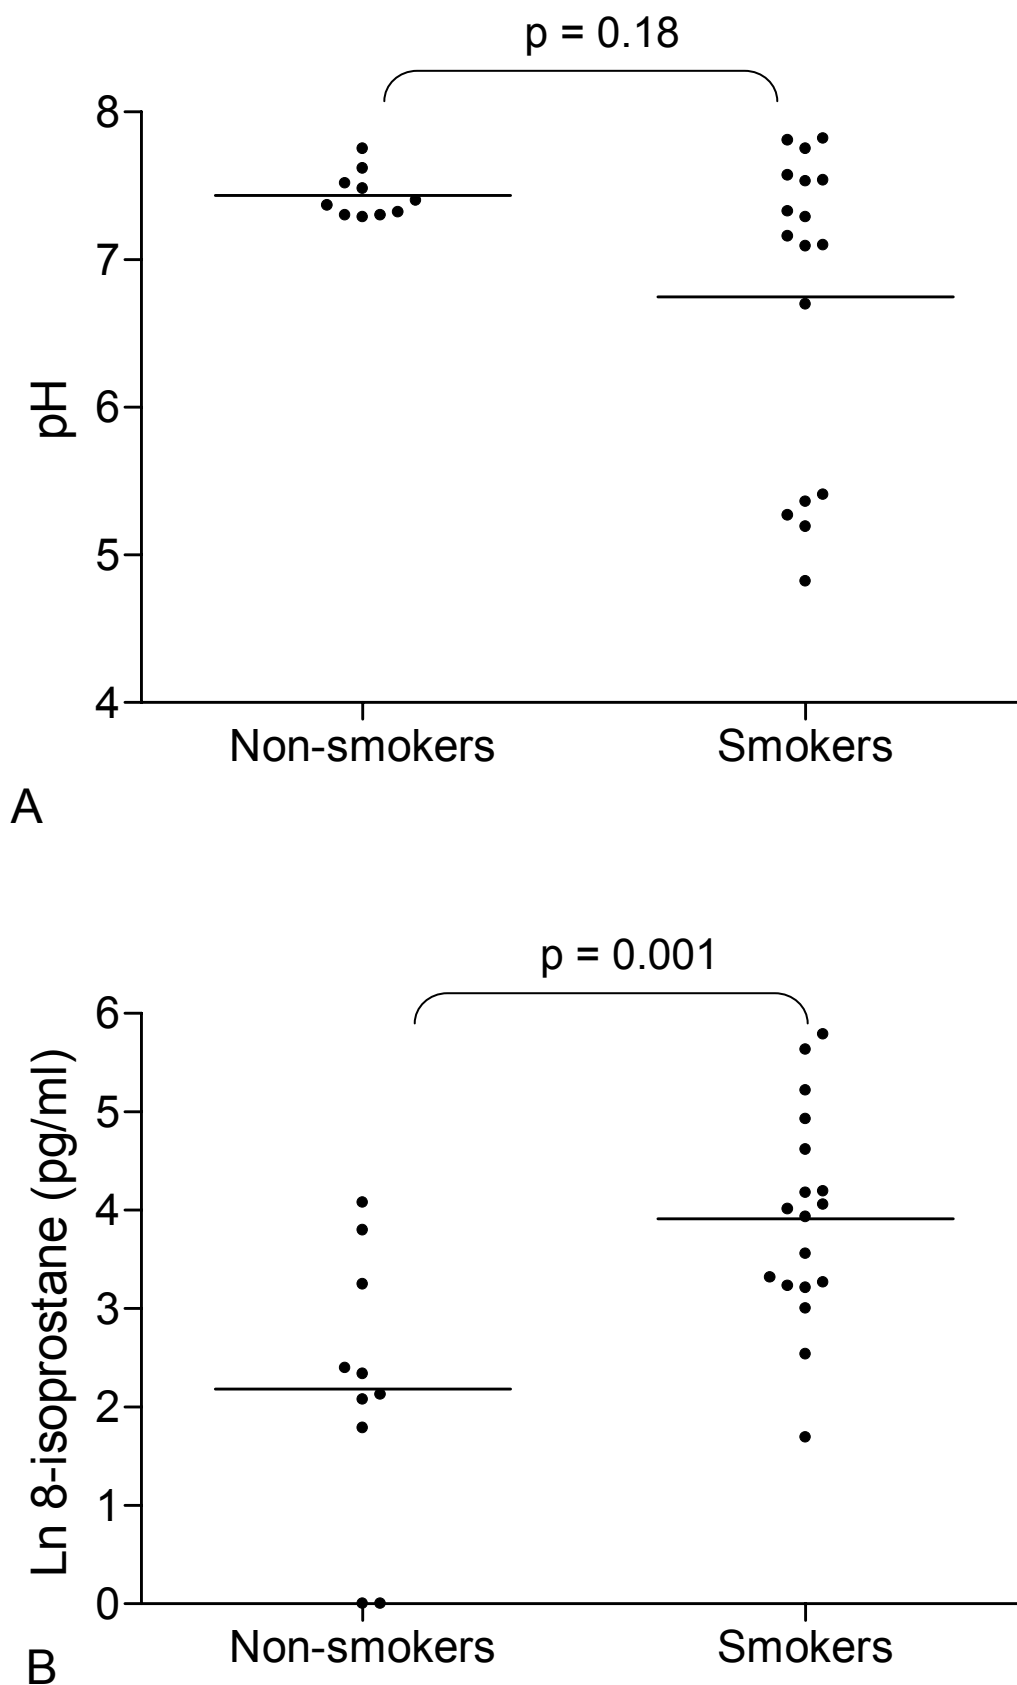 p = 0.18
8
7
6
5
4
pH
Non-smokers Smokers
A
p = 0.001
6
5
4
3
2
1
0
Ln 8-isoprostane (pg/ml)
Non-smokers Smokers
B